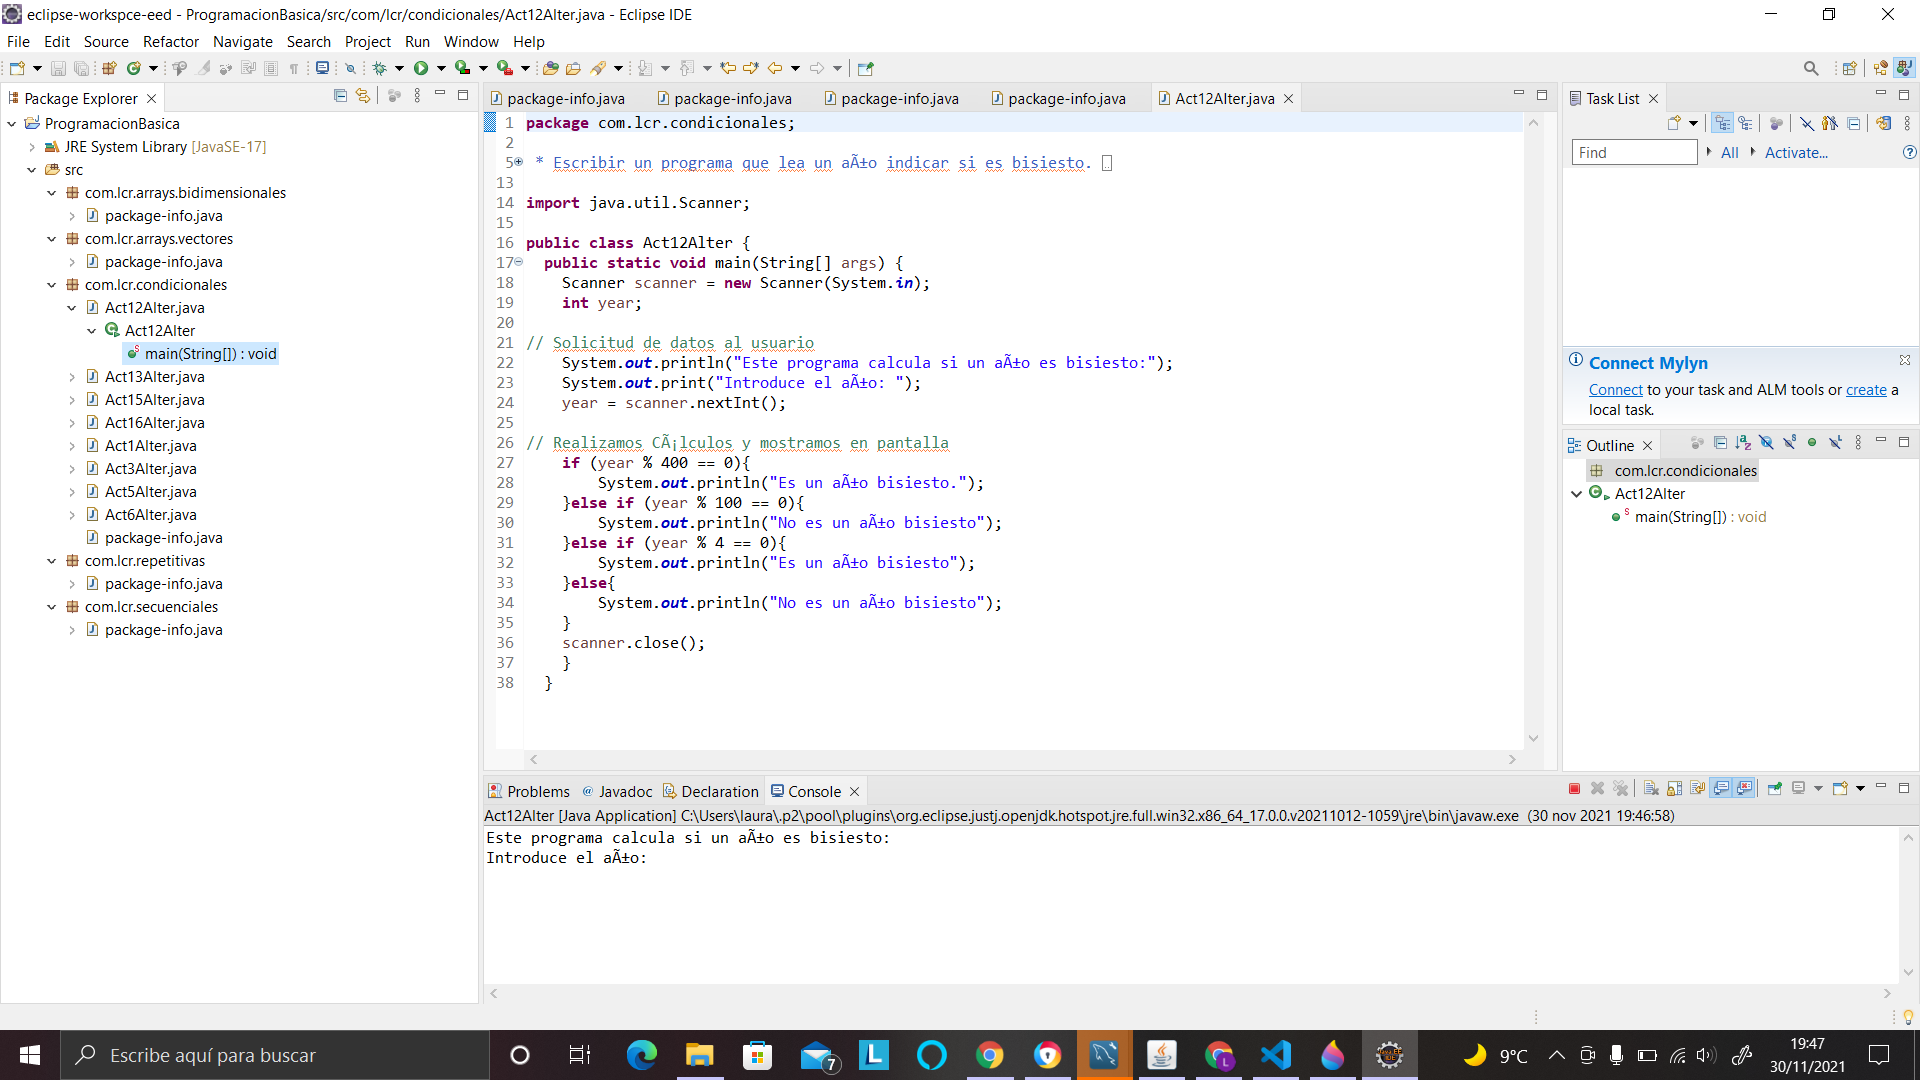 eclipse-workspce-eed - ProgramacionBasica/src/com/lcr/condicionales/Act12Alter.java - Eclipse IDE
File Edit Source Refactor Navigate Search Project Run Window Help
Package Explorer
ProgramacionBasica
JRE System Library [JavaSE-17]
src
com.lcr.arrays.bidimensionales
package-info.java
com.lcr.arrays.vectores
package-info.java
com.lcr.condicionales
Act12Alter.java
Act12Alter
main(String[]) : void
Act13Alter.java
Act15Alter.java
Act16Alter.java
Act1Alter.java
Act3Alter.java
Act5Alter.java
Act6Alter.java
package-info.java
com.lcr.repetitivas
package-info.java
com.lcr.secuenciales
package-info.java
package-info.java package-info.java package-info.java package-info.java Act12Alter.java
1 package com.lcr.condicionales;
2
5 * Escribir un programa que lea un aÃ±o indicar si es bisiesto.
13
14 import java.util.Scanner;
15
16 public class Act12Alter {
17 public static void main(String[] args) {
18 Scanner scanner = new Scanner(System.in);
19 int year;
20
21 // Solicitud de datos al usuario
22 System.out.println("Este programa calcula si un aÃ±o es bisiesto:");
23 System.out.print("Introduce el aÃ±o: ");
24 year = scanner.nextInt();
25
26 // Realizamos CÃ¡lculos y mostramos en pantalla
27 if (year % 400 == 0){
28 System.out.println("Es un aÃ±o bisiesto.");
29 }else if (year % 100 == 0){
30 System.out.println("No es un aÃ±o bisiesto");
31 }else if (year % 4 == 0){
32 System.out.println("Es un aÃ±o bisiesto");
33 }else{
34 System.out.println("No es un aÃ±o bisiesto");
35 }
36 scanner.close();
37 }
38 }
Task List
Find All Activate...
Connect Mylyn
Connect to your task and ALM tools or create a
local task.
Outline
com.lcr.condicionales
Act12Alter
main(String[]) : void
Problems Javadoc Declaration Console
Act12Alter [Java Application] C:\Users\laura\.p2\pool\plugins\org.eclipse.justj.openjdk.hotspot.jre.full.win32.x86_64_17.0.0.v20211012-1059\jre\bin\javaw.exe (30 nov 2021 19:46:58)
Este programa calcula si un aÃ±o es bisiesto:
Introduce el aÃ±o:
Escribe aquí para buscar
7
L
L
9°C
19:47
30/11/2021